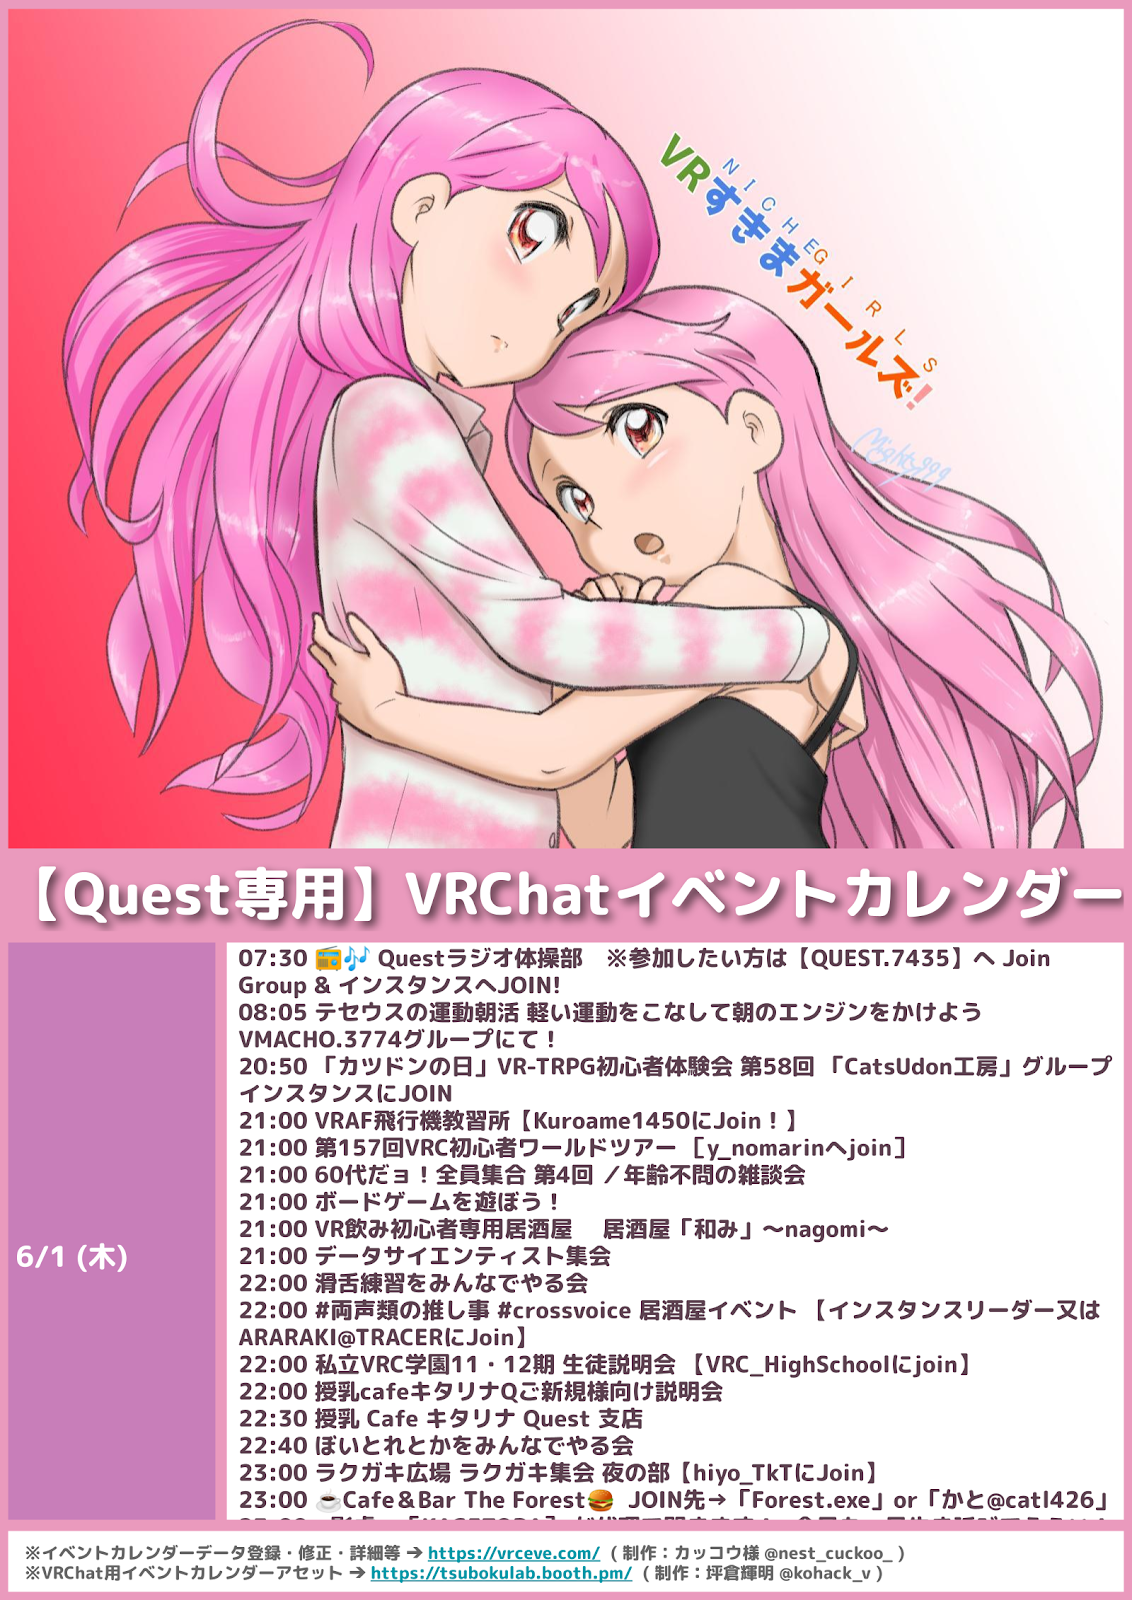 NICHE GIRLS
VRすきまガールズ!
Mighty999
【Quest専用】VRChatイベントカレンダー
6/1 (木)
07:30 📻🎶 Questラジオ体操部　※参加したい方は【QUEST.7435】へ Join
Group & インスタンスへJOIN!
08:05 テセウスの運動朝活 軽い運動をこなして朝のエンジンをかけよう
VMACHO.3774グループにて！
20:50 「カツドンの日」VR-TRPG初心者体験会 第58回 「CatsUdon工房」グループ
インスタンスにJOIN
21:00 VRAF飛行機教習所【Kuroame1450にJoin！】
21:00 第157回VRC初心者ワールドツアー ［y_nomarinへjoin］
21:00 60代だョ！全員集合 第4回 ／年齢不問の雑談会
21:00 ボードゲームを遊ぼう！
21:00 VR飲み初心者専用居酒屋　 居酒屋「和み」～nagomi～
21:00 データサイエンティスト集会
22:00 滑舌練習をみんなでやる会
22:00 #両声類の推し事 #crossvoice 居酒屋イベント 【インスタンスリーダー又は
ARARAKI@TRACERにJoin】
22:00 私立VRC学園11・12期 生徒説明会 【VRC_HighSchoolにjoin】
22:00 授乳cafeキタリナQご新規様向け説明会
22:30 授乳 Cafe キタリナ Quest 支店
22:40 ぼいとれとかをみんなでやる会
23:00 ラクガキ広場 ラクガキ集会 夜の部【hiyo_TkTにJoin】
23:00 ☕Cafe＆Bar The Forest🍔 JOIN先→「Forest.exe」or「かと@catl426」
※イベントカレンダーデータ登録・修正・詳細等 ➔ https://vrceve.com/ ( 制作：カッコウ様 @nest_cuckoo_ )
※VRChat用イベントカレンダーアセット ➔ https://tsubokulab.booth.pm/ ( 制作：坪倉輝明 @kohack_v )